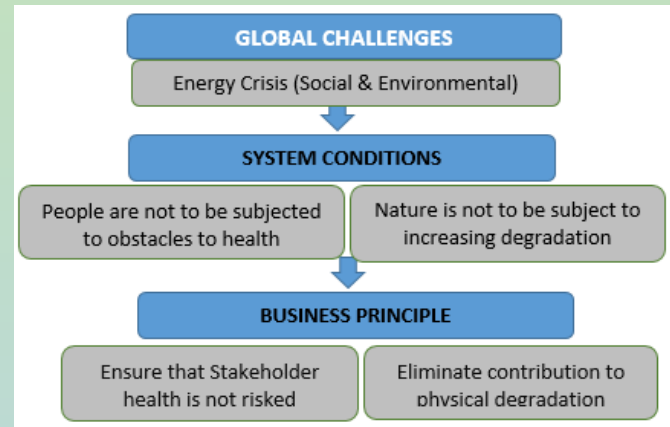 GLOBAL CHALLENGES
Energy Crisis (Social & Environmental)
SYSTEM CONDITIONS
People are not to be subjected
to obstacles to health
Nature is not to be subject to
increasing degradation
BUSINESS PRINCIPLE
Ensure that Stakeholder
health is not risked
Eliminate contribution to
physical degradation